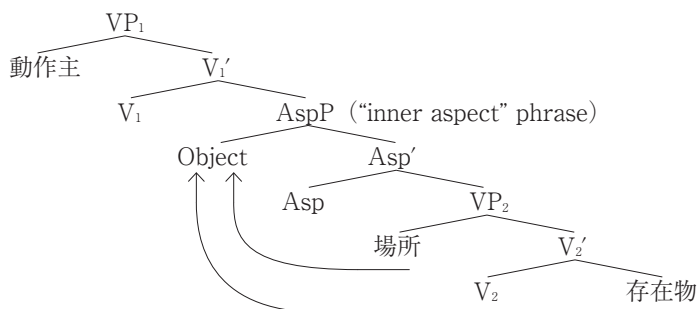 VP₁
動作主 V₁′
V₁ AspP (“inner aspect” phrase)
Object Asp′
Asp VP₂
場所 V₂′
V₂ 存在物